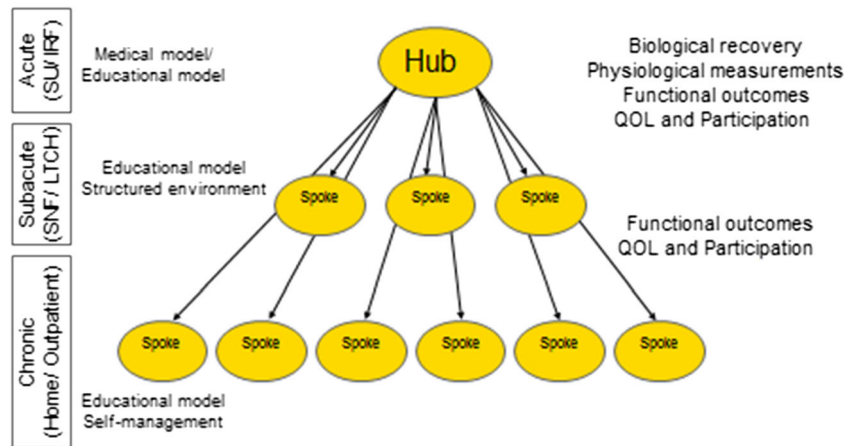 Acute
(SU/ IRF)
Medical model/
Educational model
Hub
Biological recovery
Physiological measurements
Functional outcomes
QOL and Participation
Subacute
(SNF/ LTCH)
Educational model
Structured environment
Spoke
Spoke
Spoke
Functional outcomes
QOL and Participation
Chronic
(Home/ Outpatient)
Spoke
Spoke
Spoke
Spoke
Spoke
Spoke
Educational model
Self-management